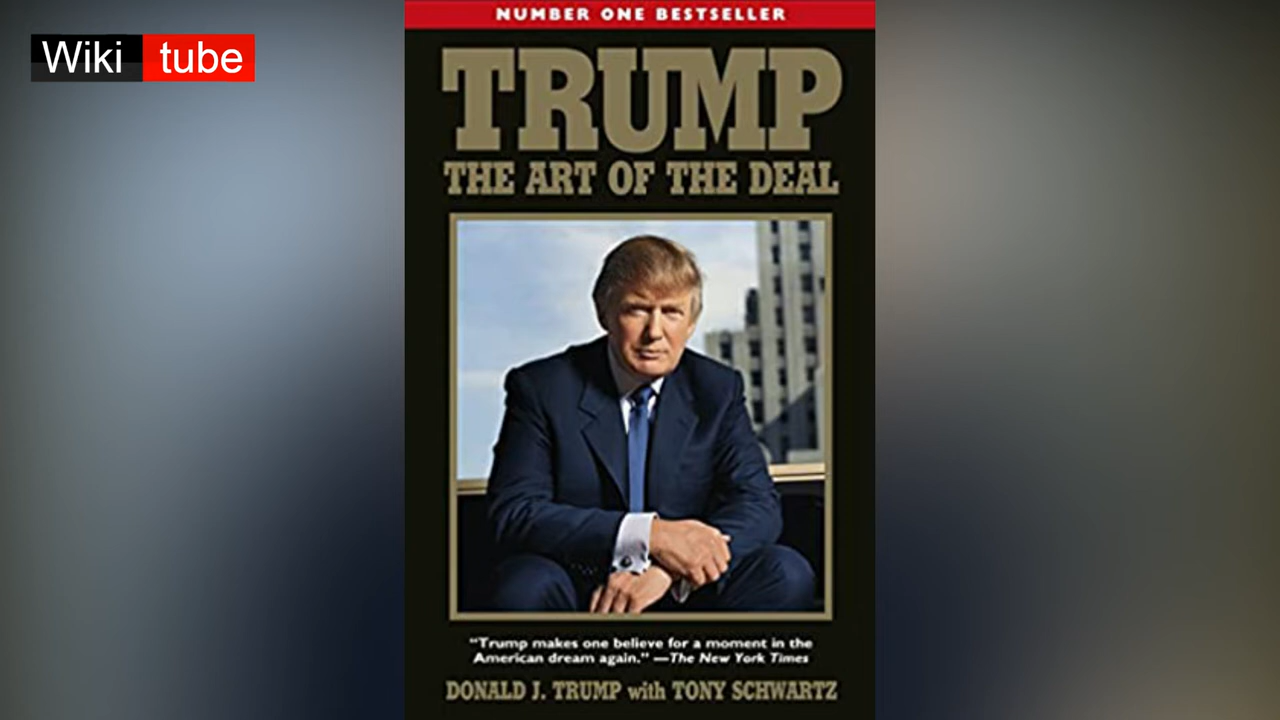 Wiki tube
NUMBER ONE BESTSELLER
TRUMP
THE ART OF THE DEAL
“Trump makes one believe for a moment in the
American dream again.” —The New York Times
DONALD J. TRUMP with TONY SCHWARTZ